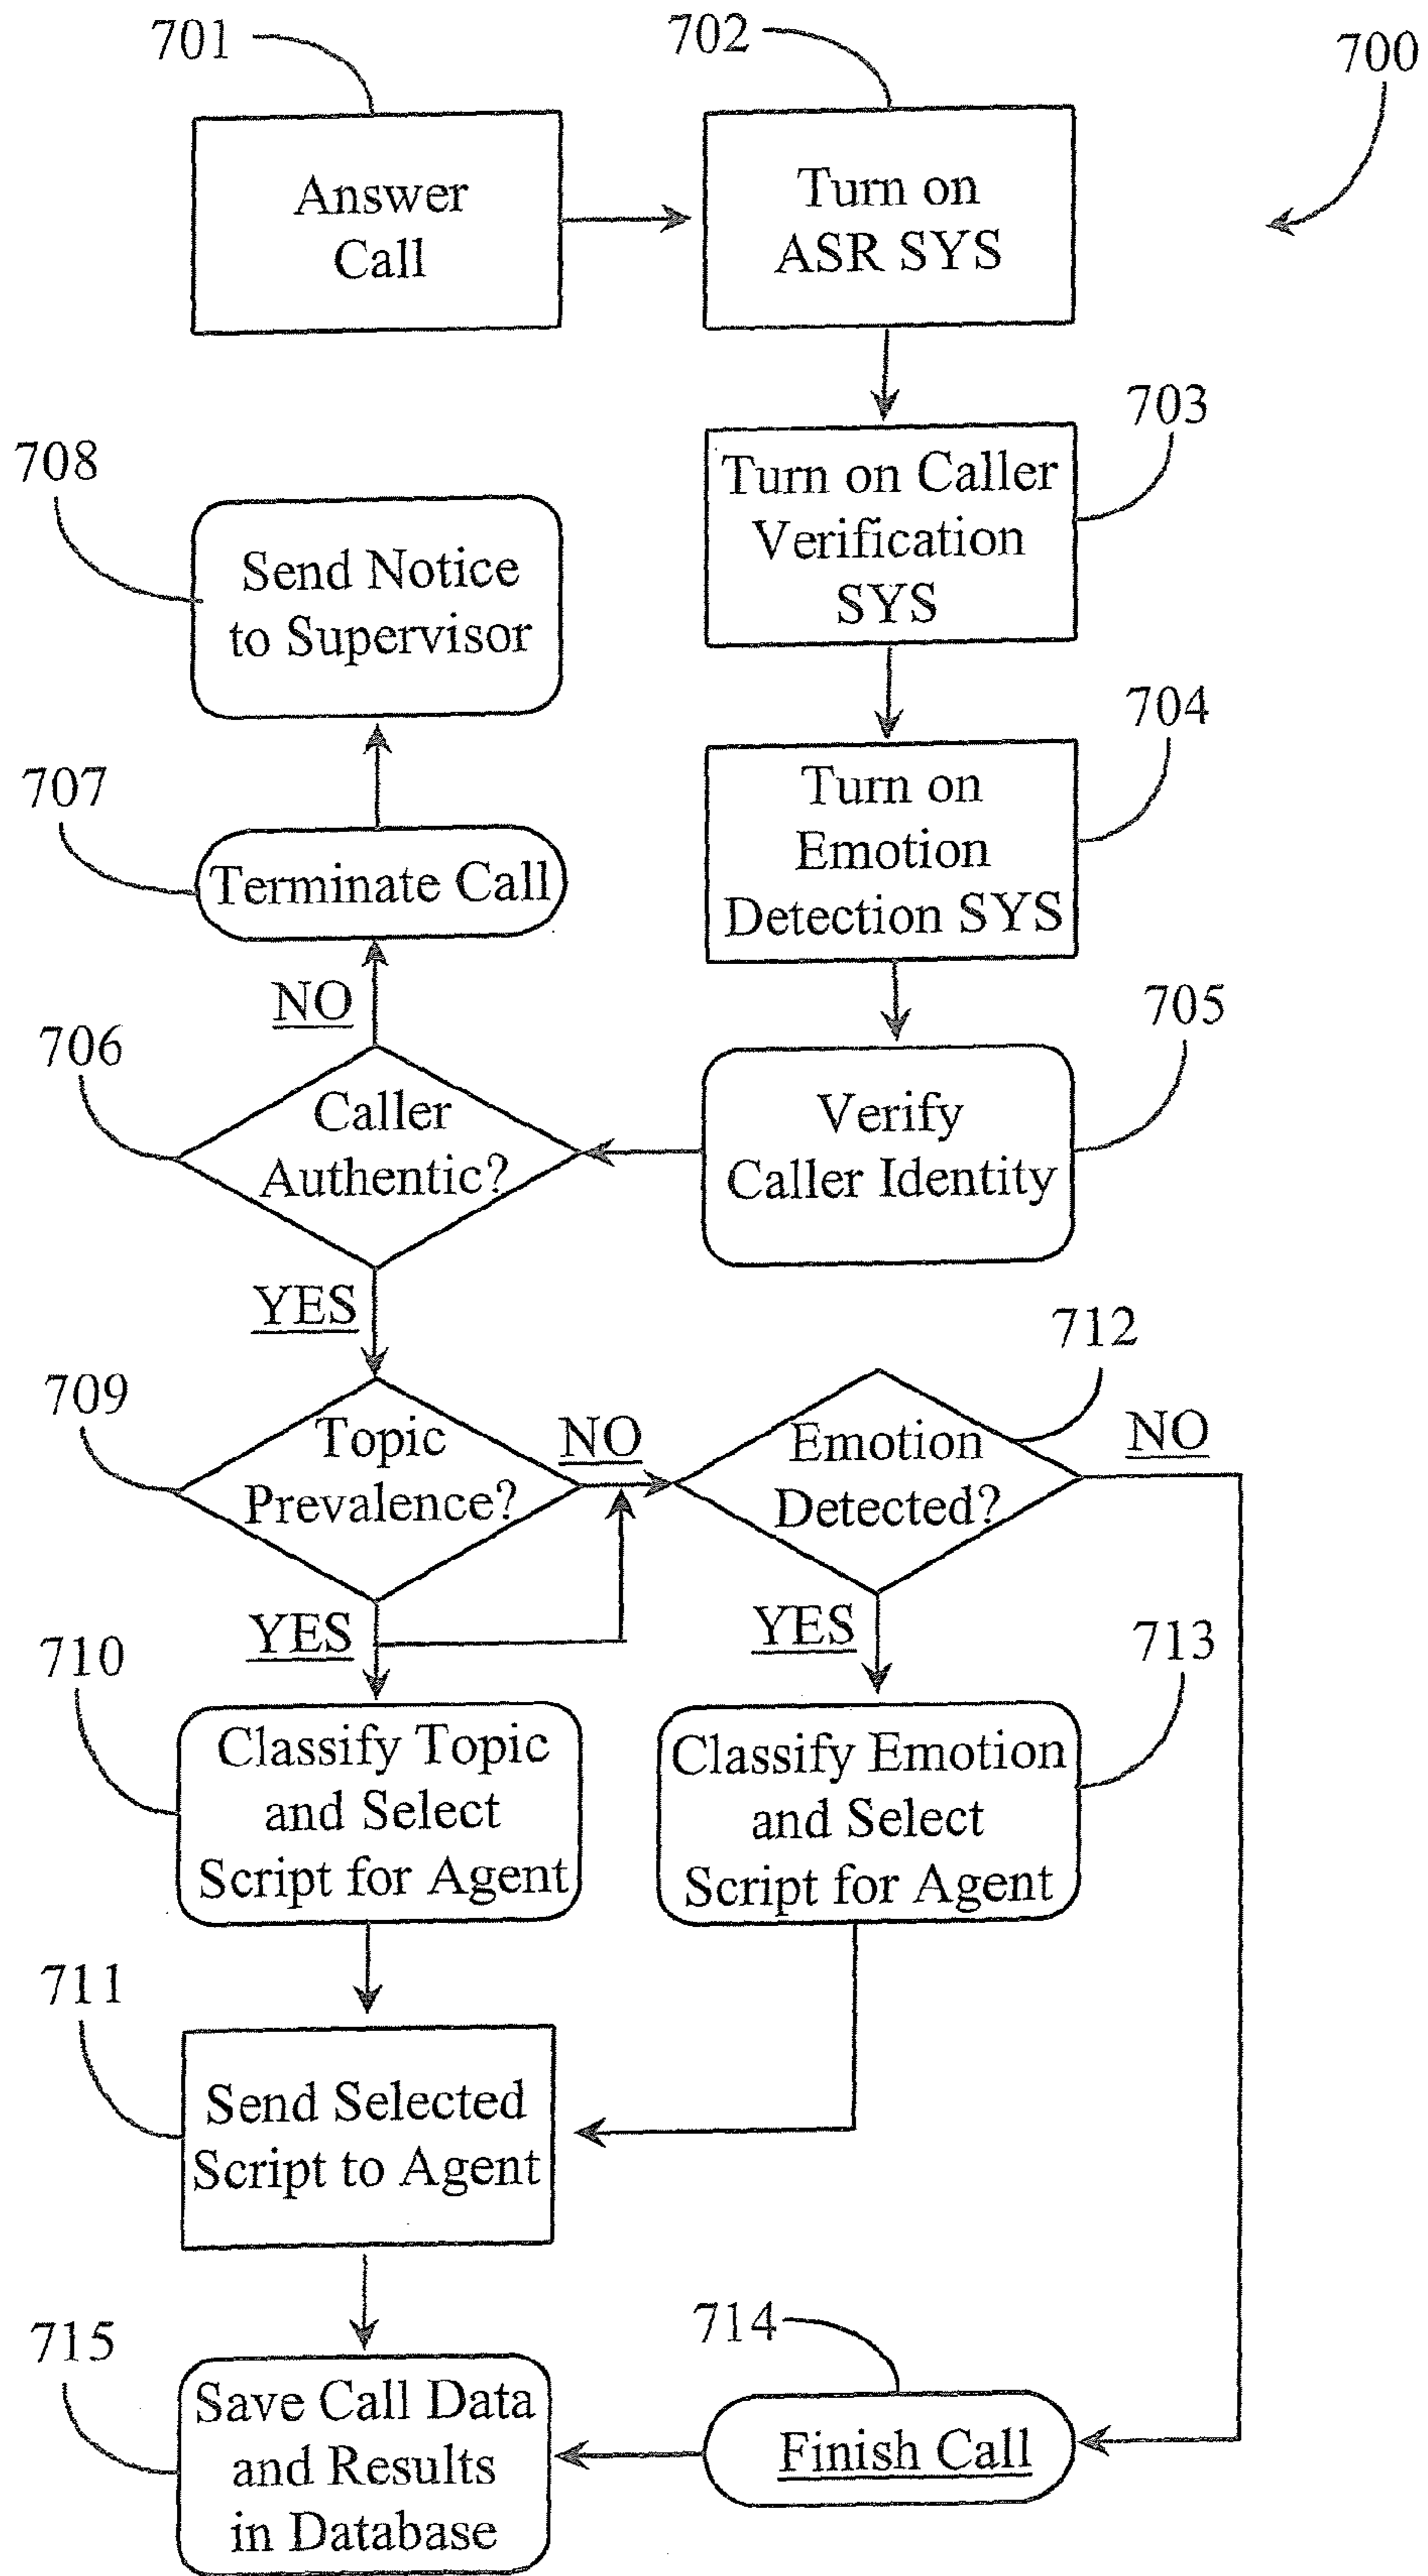 701
702
700
Answer
Call
Turn on
ASR SYS
703
Turn on Caller
Verification
SYS
708
Send Notice
to Supervisor
704
Turn on
Emotion
Detection SYS
707
Terminate Call
NO
705
Verify
Caller Identity
706
Caller
Authentic?
YES
712
709
Topic
Prevalence?
NO
Emotion
Detected?
NO
YES
YES
710
Classify Topic
and Select
Script for Agent
713
Classify Emotion
and Select
Script for Agent
711
Send Selected
Script to Agent
714
Finish Call
715
Save Call Data
and Results
in Database